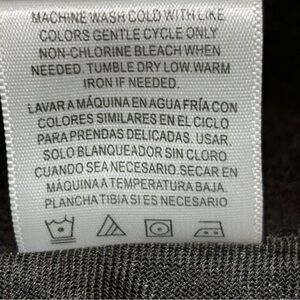 MACHINE WASH COLD WITH LIKE
COLORS GENTLE CYCLE ONLY
NON-CHLORINE BLEACH WHEN
NEEDED. TUMBLE DRY LOW. WARM
IRON IF NEEDED.
LAVAR A MÁQUINA EN AGUA FRÍA CON
COLORES SIMILARES EN EL CICLO
PARA PRENDAS DELICADAS. USAR
SOLO BLANQUEADOR SIN CLORO
CUANDO SEA NECESARIO. SECAR EN
MÁQUINA A TEMPERATURA BAJA.
PLANCHA TIBIA SI ES NECESARIO